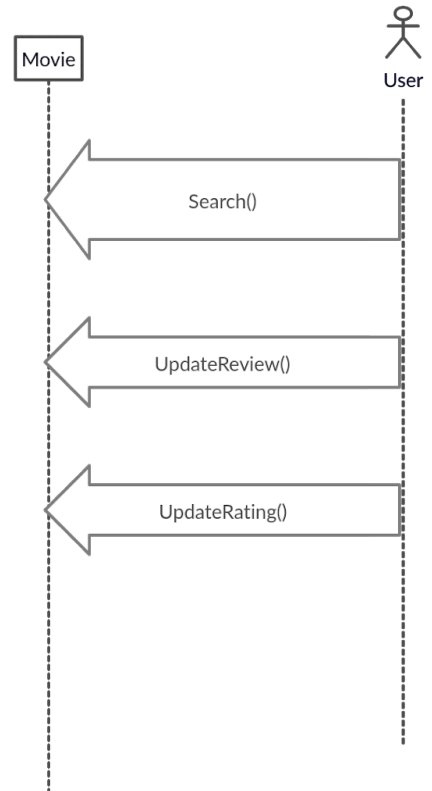 Movie
User
Search()
UpdateReview()
UpdateRating()